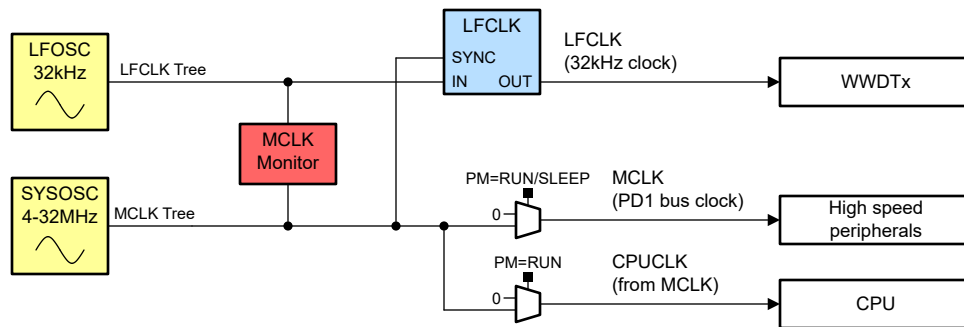 LFOSC
32kHz
LFCLK Tree
LFCLK
SYNC
IN
OUT
LFCLK
(32kHz clock)
WWDTx
MCLK
Monitor
SYSOSC
4-32MHz
MCLK Tree
PM=RUN/SLEEP
0
MCLK
(PD1 bus clock)
High speed
peripherals
PM=RUN
0
CPUCLK
(from MCLK)
CPU